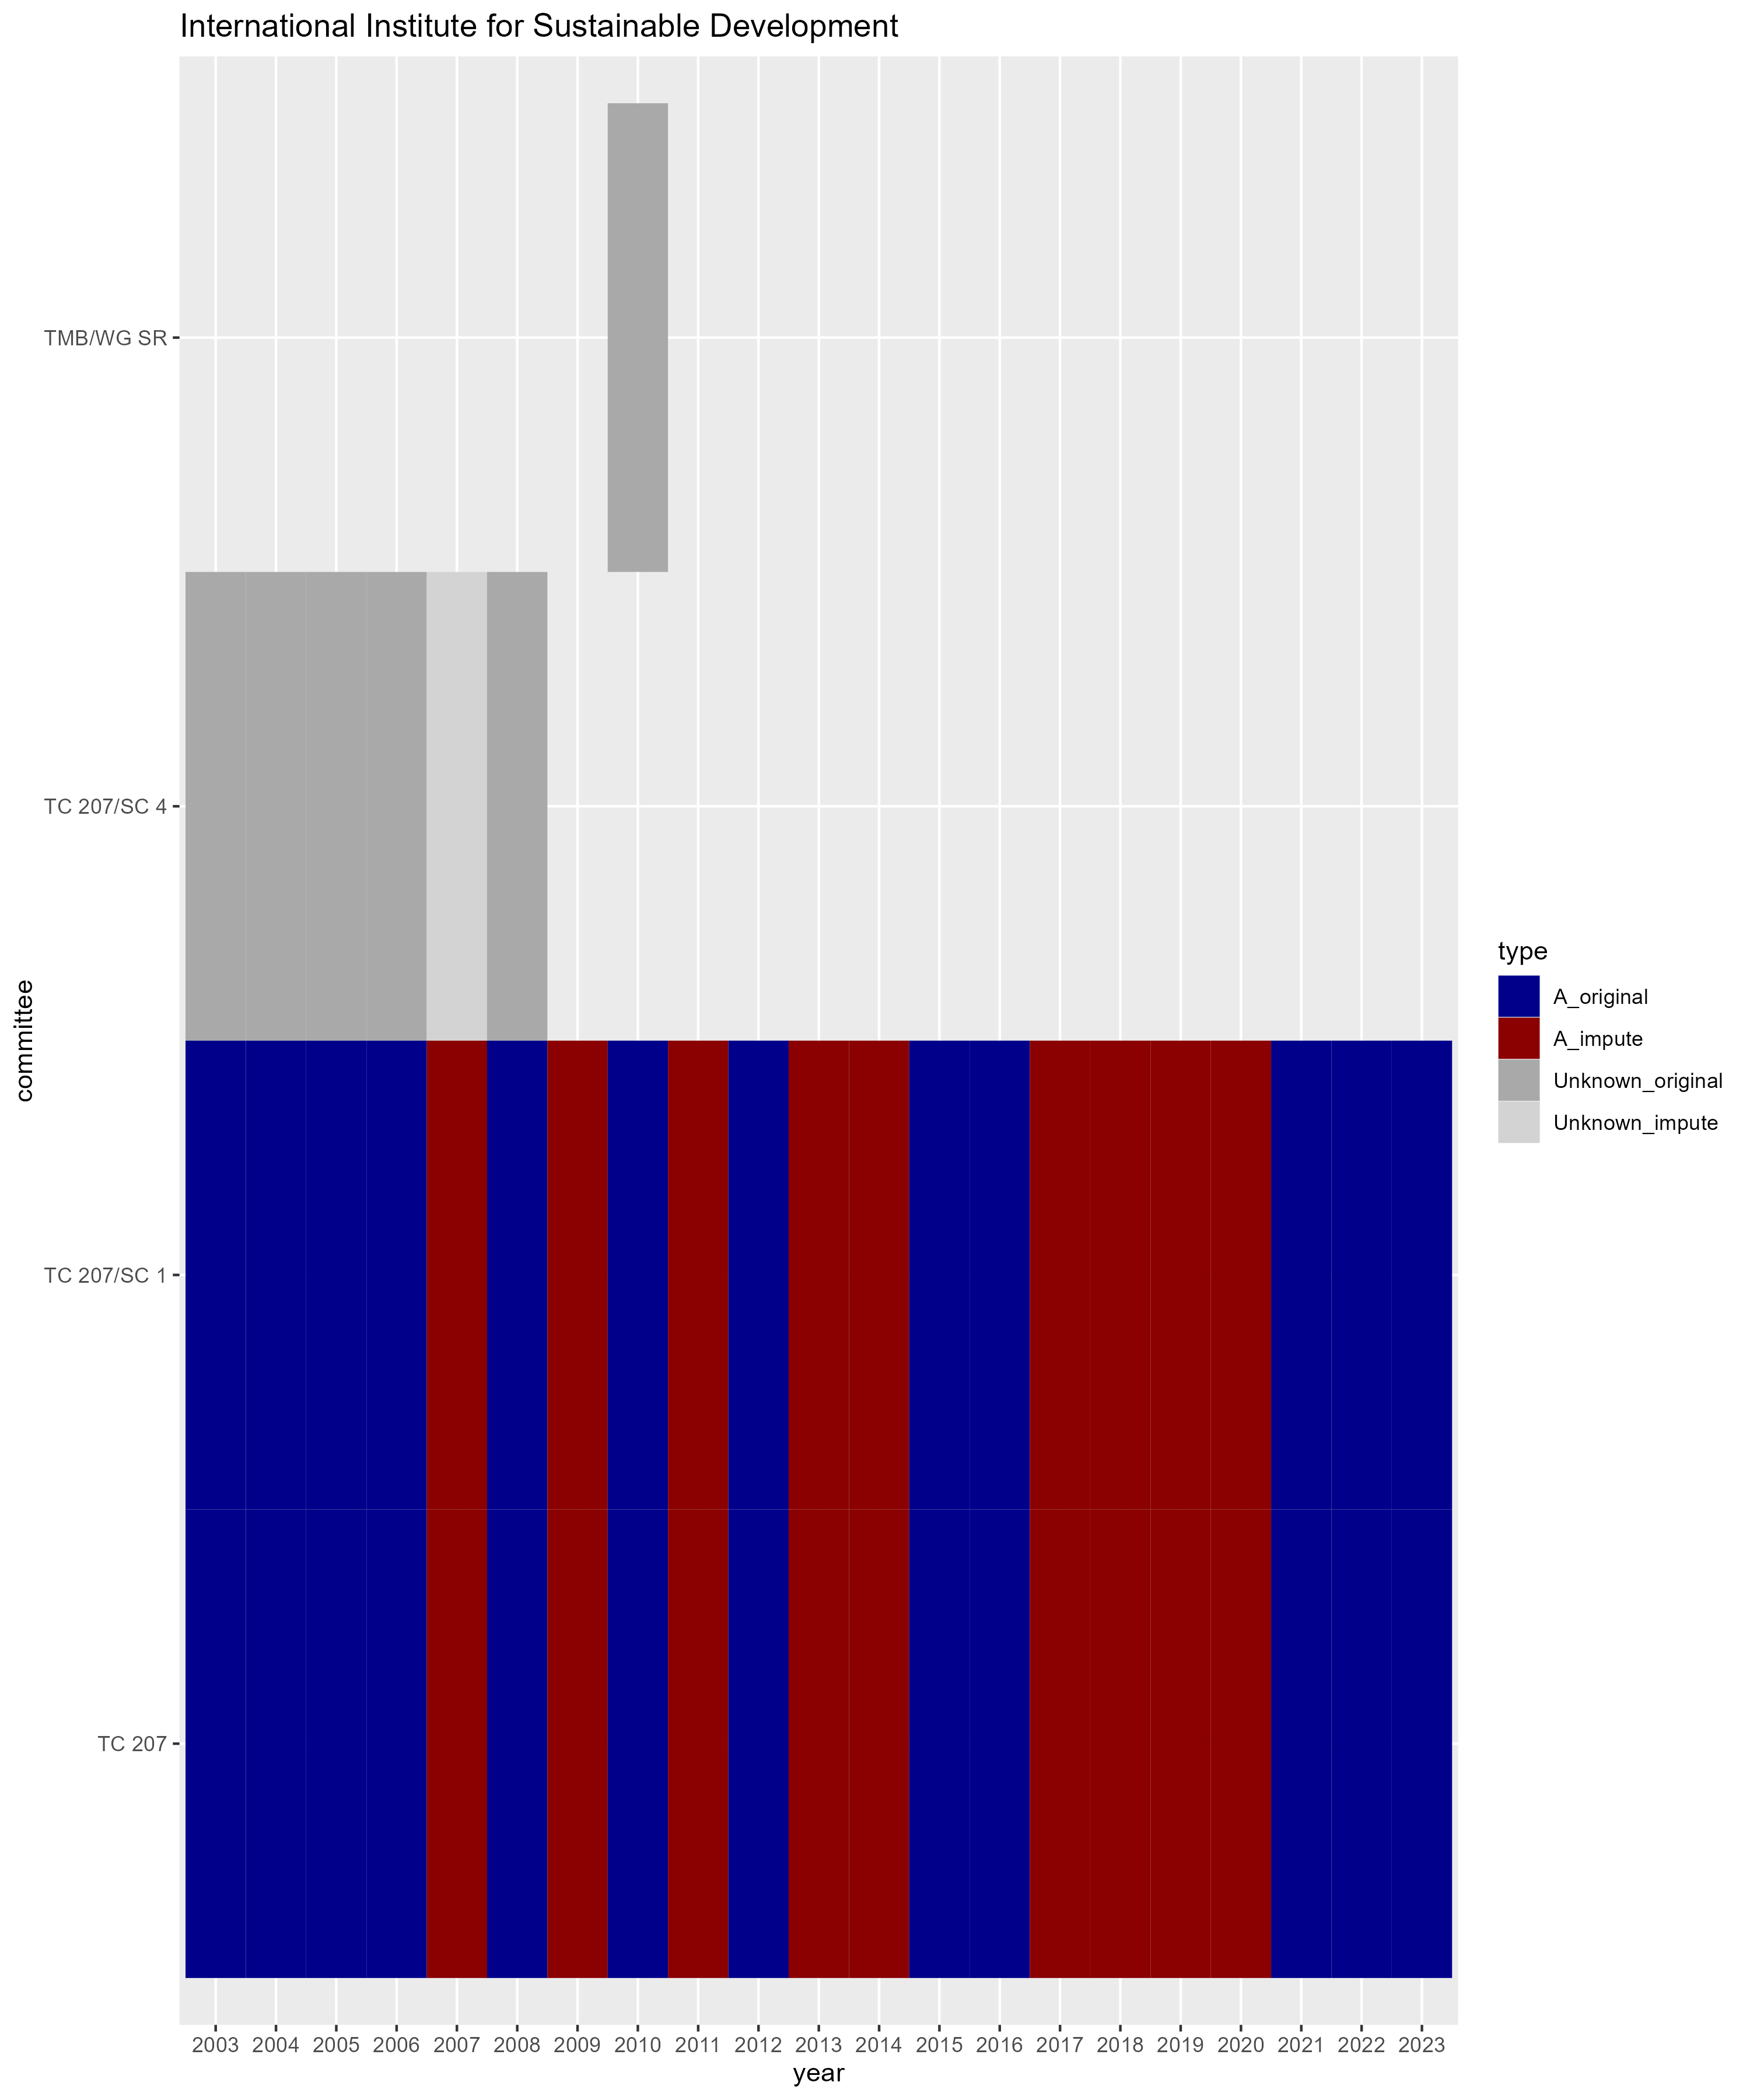 International Institute for Sustainable Development
committee
TMB/WG SR
TC 207/SC 4
TC 207/SC 1
TC 207
2003 2004 2005 2006 2007 2008 2009 2010 2011 2012 2013 2014 2015 2016 2017 2018 2019 2020 2021 2022 2023
year
type
A_original
A_impute
Unknown_original
Unknown_impute